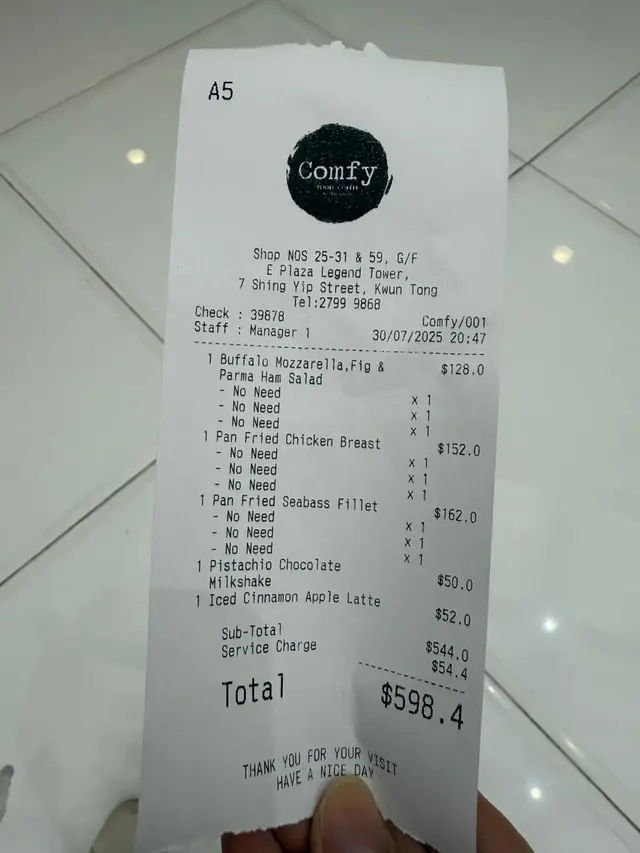 A5
Comfy
Shop NOS 25-31 & 59, G/F
E Plaza Legend Tower,
7 Shing Yip Street, Kwun Tong
Tel:2799 9868
Check : 39878 Comfy/001
Staff : Manager 1 30/07/2025 20:47
1 Buffalo Mozzarella,Fig & $128.0
Parma Ham Salad
- No Need x 1
- No Need x 1
- No Need x 1
1 Pan Fried Chicken Breast $152.0
- No Need x 1
- No Need x 1
- No Need x 1
1 Pan Fried Seabass Fillet $162.0
- No Need x 1
- No Need x 1
- No Need x 1
1 Pistachio Chocolate
Milkshake $50.0
1 Iced Cinnamon Apple Latte $52.0
Sub-Total $544.0
Service Charge $54.4
Total $598.4
THANK YOU FOR YOUR VISIT
HAVE A NICE DAY